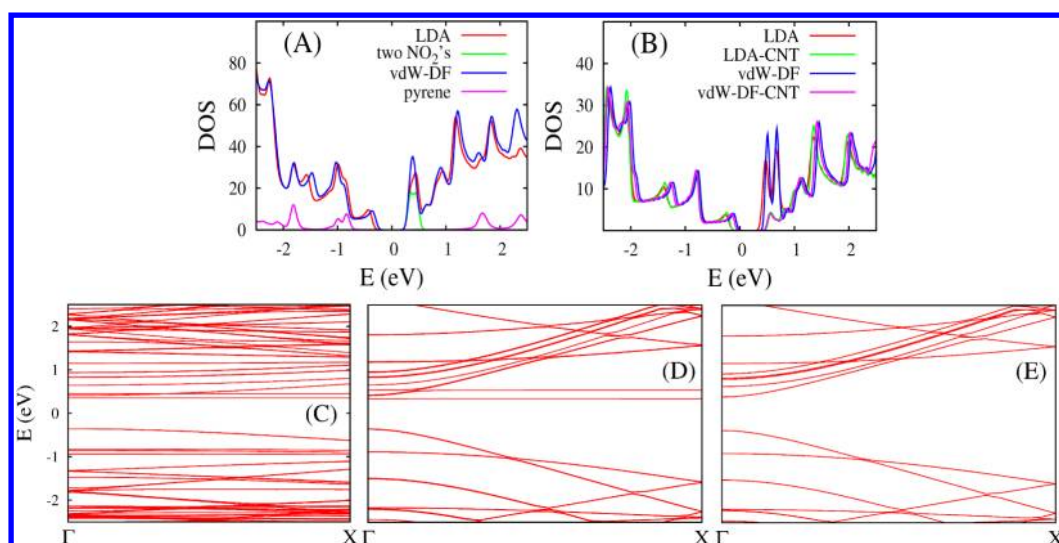 (A)
LDA
two NO₂'s
vdW-DF
pyrene
DOS
80
60
40
20
0
-2 -1 0 1 2
E (eV)
(B)
LDA
LDA-CNT
vdW-DF
vdW-DF-CNT
DOS
40
30
20
10
-2 -1 0 1 2
E (eV)
E (eV)
2
1
0
-1
-2
(C)
(D)
(E)
Γ X Γ X Γ X